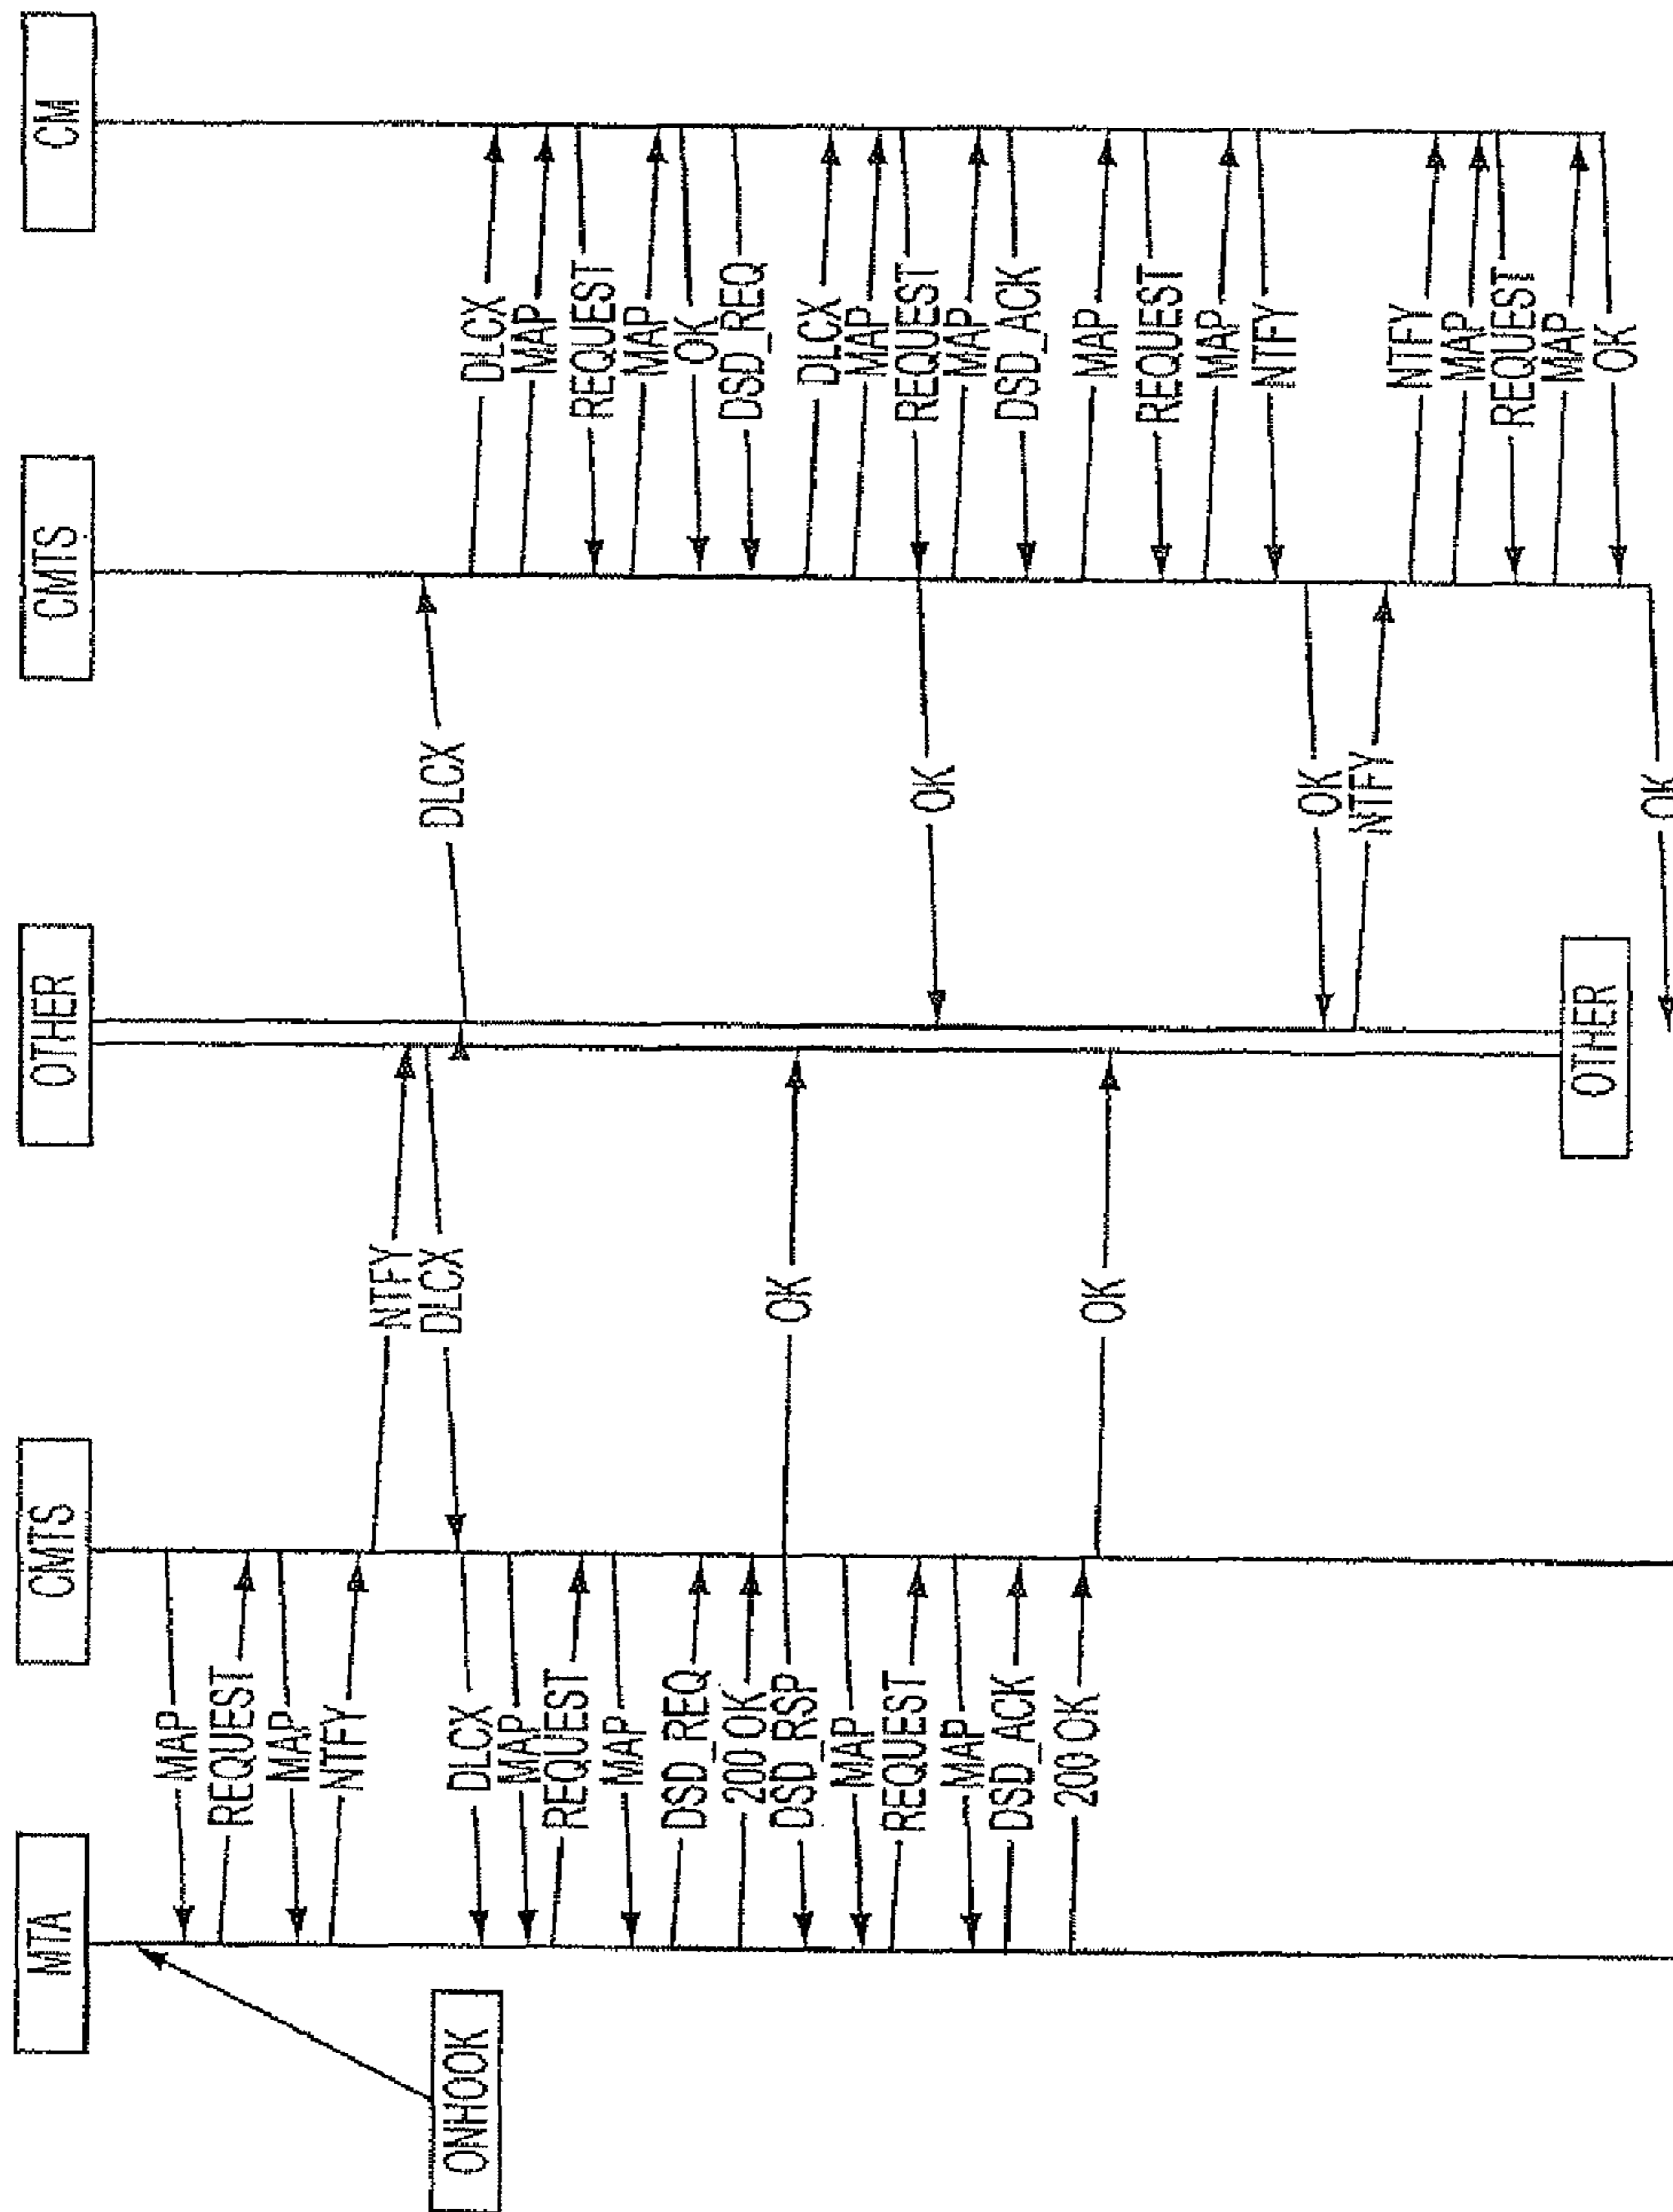 MTA
CMTS
OTHER
CMTS
CM
ONHOOK
MAP
REQUEST
MAP
NTFY
DLCX
MAP
REQUEST
MAP
DSD_REQ
200 OK
DSD_RSP
MAP
REQUEST
MAP
DSD_ACK
200 OK
NTFY
DLCX
OK
OK
DLCX
OK
OK
NTFY
OK
DLCX
MAP
REQUEST
MAP
OK
DSD_REQ
DLCX
MAP
REQUEST
MAP
DSD_ACK
MAP
REQUEST
MAP
NTFY
NTFY
MAP
REQUEST
MAP
OK
OTHER